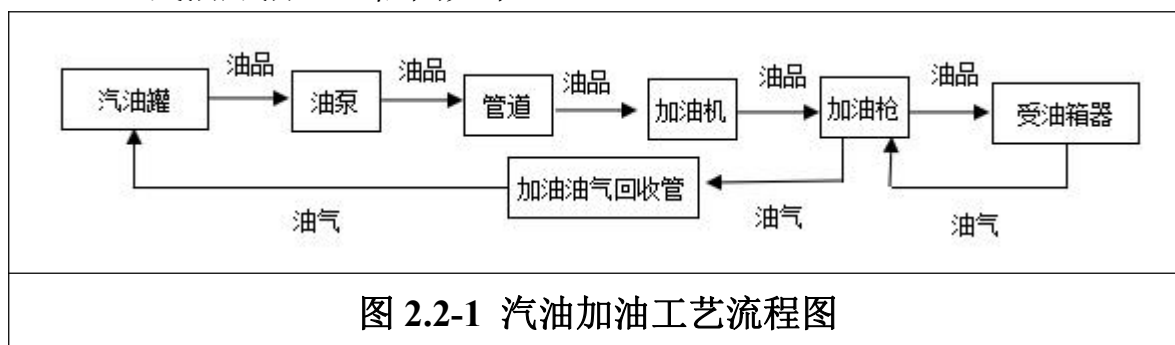 油品
油品
油品
油品
油品
汽油罐
油泵
管道
加油机
加油枪
受油箱器
加油油气回收管
油气
油气
油气
图 2.2-1 汽油加油工艺流程图